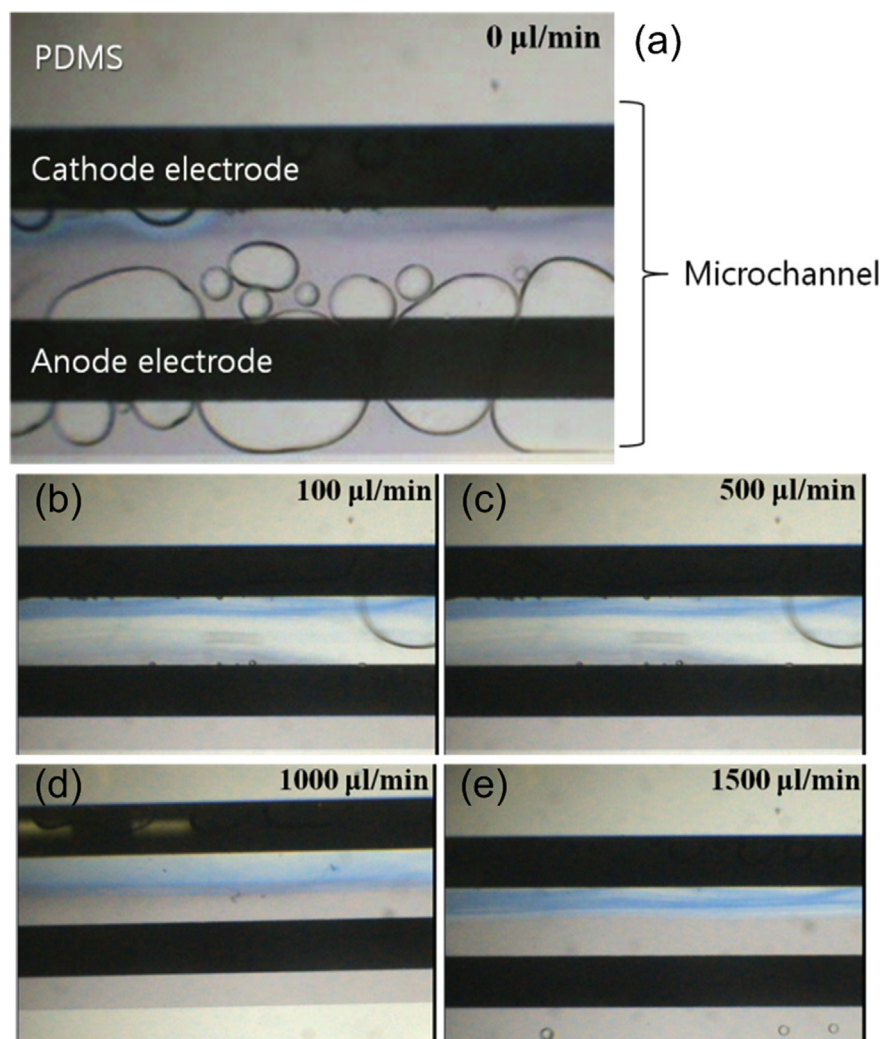 PDMS
0 µl/min
(a)
Cathode electrode
Microchannel
Anode electrode
(b)
100 µl/min
(c)
500 µl/min
(d)
1000 µl/min
(e)
1500 µl/min